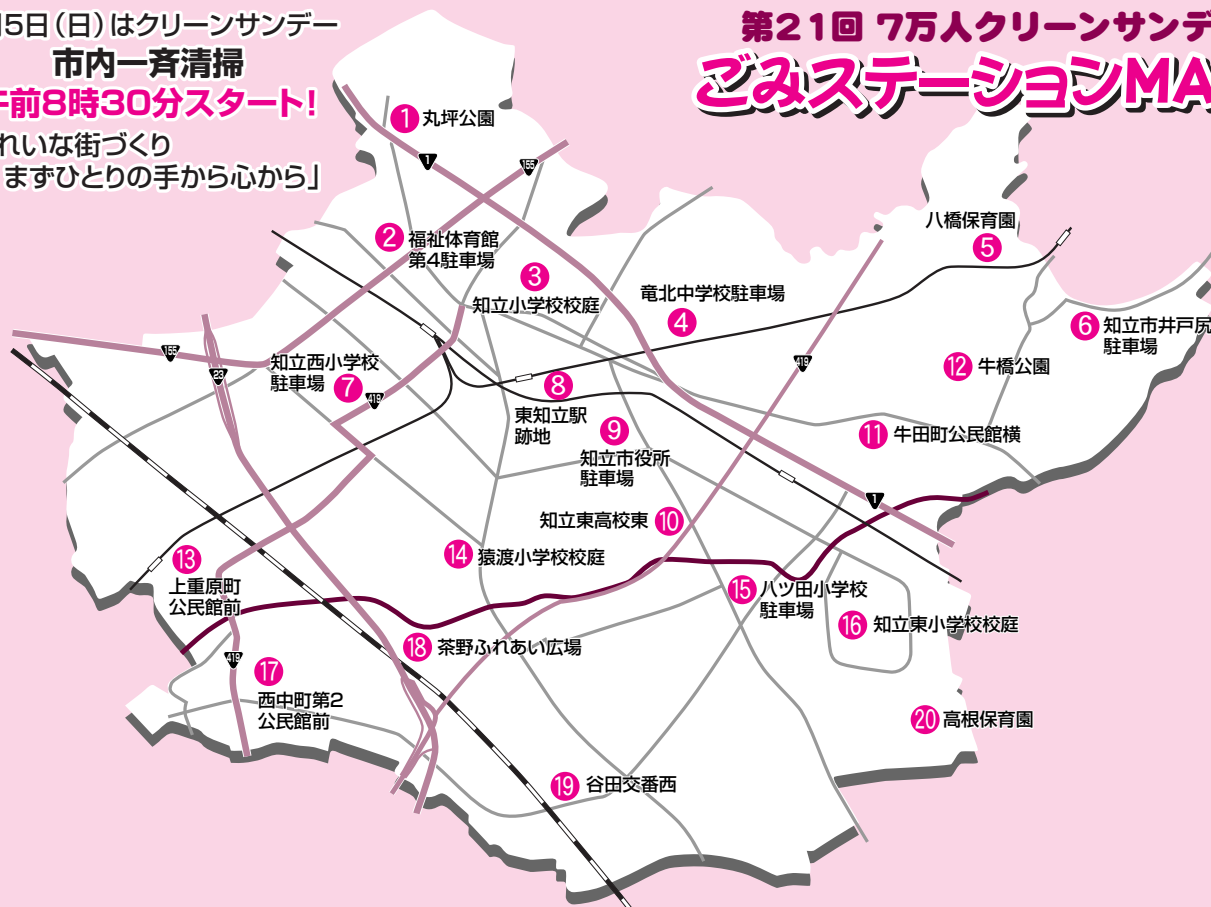 5日(日)はクリーンサンデー
市内一斉清掃
午前8時30分スタート!
れいな街づくり
まずひとりの手から心から」
第21回 7万人クリーンサンデ
ごみステーションMA
1 丸坪公園
1
155
2 福祉体育館
第4駐車場
3
知立小学校校庭
竜北中学校駐車場
4
八橋保育園
5
6 知立市井戸尻
駐車場
155
23
知立西小学校
駐車場 7
419
8
東知立駅
跡地
9
知立市役所
駐車場
419
12 牛橋公園
11 牛田町公民館横
知立東高校東 10
1
13
上重原町
公民館前
14 猿渡小学校校庭
15 八ツ田小学校
駐車場
16 知立東小学校校庭
419
17
西中町第2
公民館前
18 茶野ふれあい広場
19 谷田交番西
20 高根保育園